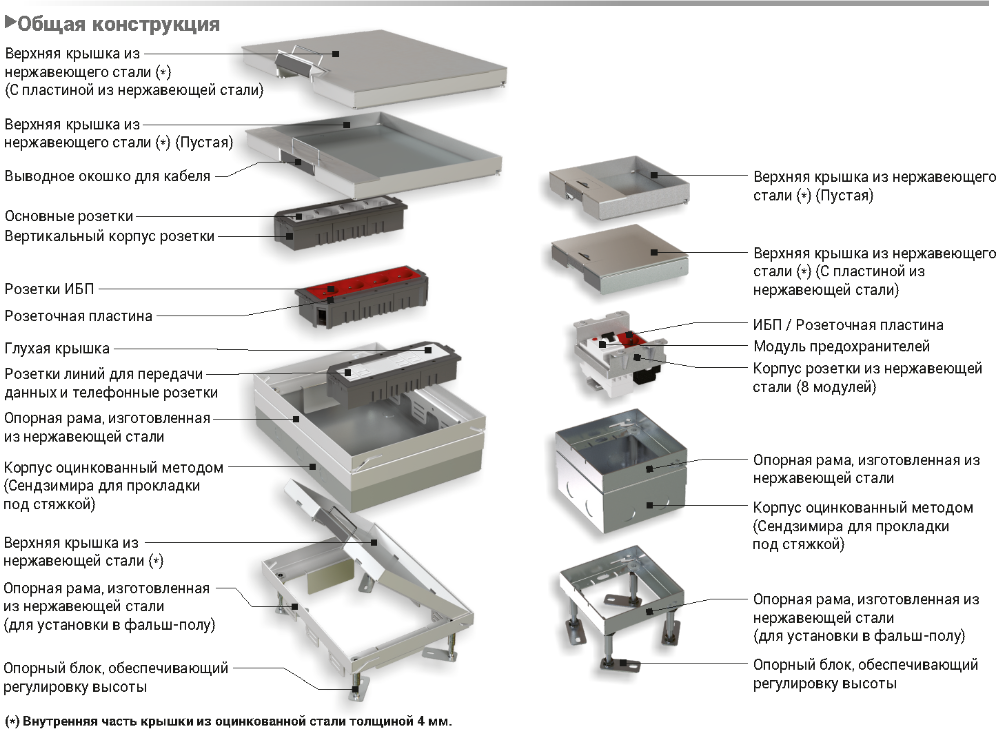 Общая конструкция
Верхняя крышка из
нержавеющего стали (*)
(С пластиной из нержавеющей стали)
Верхняя крышка из
нержавеющего стали (*) (Пустая)
Выводное окошко для кабеля
Основные розетки
Вертикальный корпус розетки
Розетки ИБП
Розеточная пластина
Глухая крышка
Розетки линий для передачи
данных и телефонные розетки
Опорная рама, изготовленная
из нержавеющей стали
Корпус оцинкованный методом
(Сендзимира для прокладки
под стяжкой)
Верхняя крышка из
нержавеющей стали (*)
Опорная рама, изготовленная
из нержавеющей стали
(для установки в фальш-полу)
Опорный блок, обеспечивающий
регулировку высоты
Верхняя крышка из нержавеющего
стали (*) (Пустая)
Верхняя крышка из нержавеющего
стали (*) (С пластиной из
нержавеющей стали)
ИБП / Розеточная пластина
Модуль предохранителей
Корпус розетки из нержавеющей
стали (8 модулей)
Опорная рама, изготовленная из
нержавеющей стали
Корпус оцинкованный методом
(Сендзимира для прокладки
под стяжкой)
Опорная рама, изготовленная из
нержавеющей стали
(для установки в фальш-полу)
Опорный блок, обеспечивающий
регулировку высоты
(*) Внутренняя часть крышки из оцинкованной стали толщиной 4 мм.